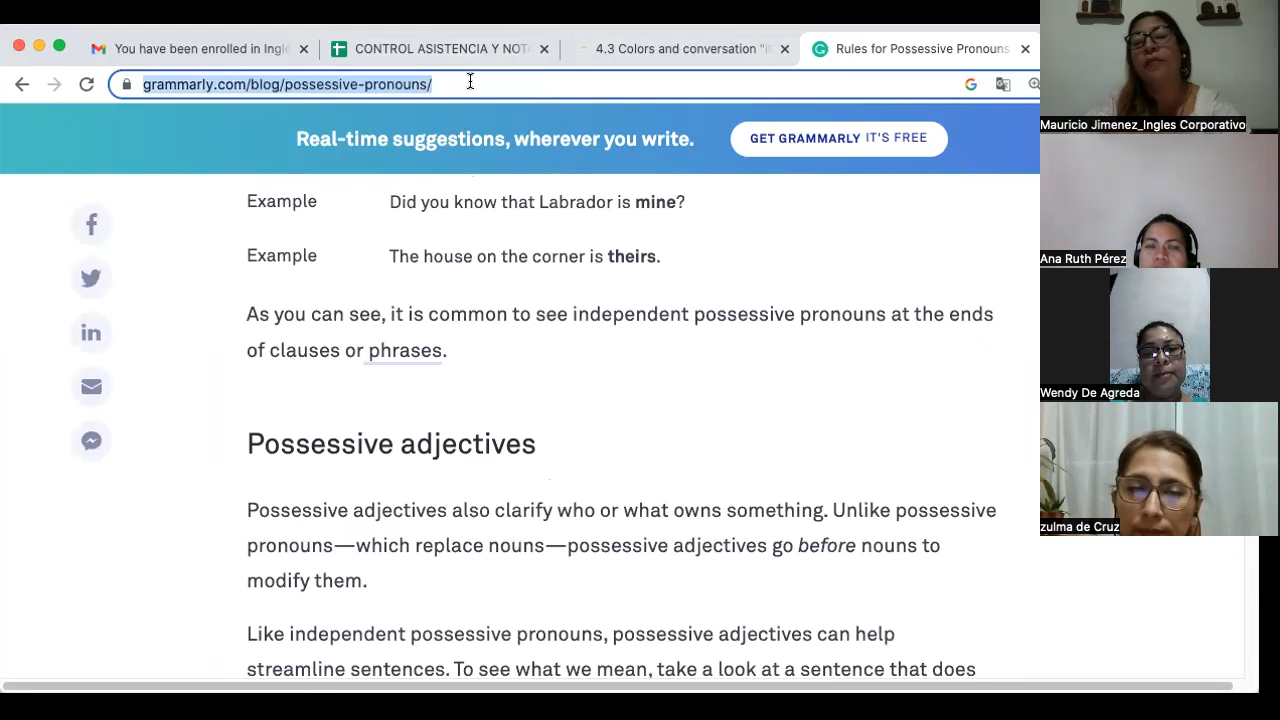 You have been enrolled in Ingl
CONTROL ASISTENCIA Y NOT
4.3 Colors and conversation "i
Rules for Possessive Pronouns
grammarly.com/blog/possessive-pronouns/
Real-time suggestions, wherever you write.
GET GRAMMARLY IT'S FREE
Example Did you know that Labrador is mine?
Example The house on the corner is theirs.
As you can see, it is common to see independent possessive pronouns at the ends
of clauses or phrases.
Possessive adjectives
Possessive adjectives also clarify who or what owns something. Unlike possessive
pronouns—which replace nouns—possessive adjectives go before nouns to
modify them.
Like independent possessive pronouns, possessive adjectives can help
streamline sentences. To see what we mean, take a look at a sentence that does
Mauricio Jimenez_Ingles Corporativo
Ana Ruth Pérez
Wendy De Agreda
zulma de Cruz